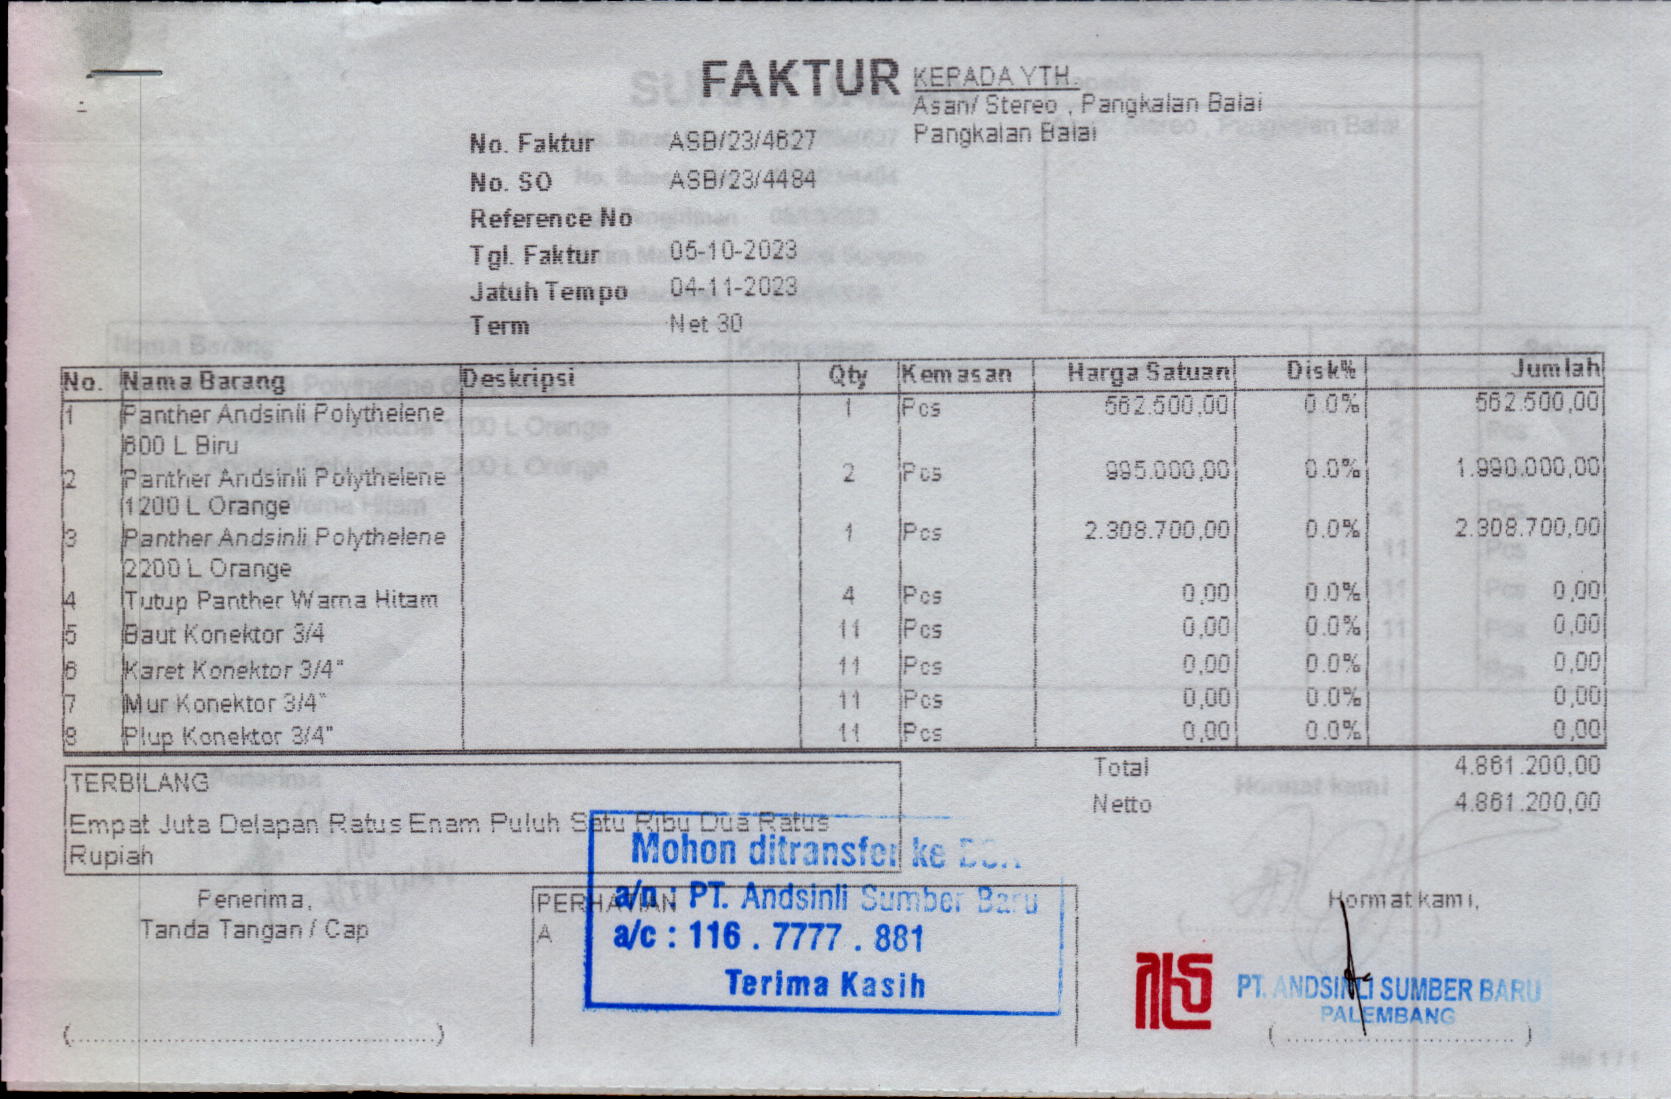 FAKTUR
KEPADA YTH.
Asan/ Stereo , Pangkalan Balai
Pangkalan Balai
No. Faktur ASB/23/4627
No. SO ASB/23/4484
Reference No
Tgl. Faktur 05-10-2023
Jatuh Tempo 04-11-2023
Term Net 30
No. Nama Barang Deskripsi Qty Kemasan Harga Satuan Disk% Jumlah
1 Panther Andsinli Polythelene 1 Pcs 562.500,00 0.0% 562.500,00
600 L Biru
2 Panther Andsinli Polythelene 2 Pcs 995.000,00 0.0% 1.990.000,00
1200 L Orange
3 Panther Andsinli Polythelene 1 Pcs 2.308.700,00 0.0% 2.308.700,00
2200 L Orange
4 Tutup Panther Warna Hitam 4 Pcs 0,00 0.0% 0,00
5 Baut Konektor 3/4 11 Pcs 0,00 0.0% 0,00
6 Karet Konektor 3/4" 11 Pcs 0,00 0.0% 0,00
7 Mur Konektor 3/4" 11 Pcs 0,00 0.0% 0,00
8 Plup Konektor 3/4" 11 Pcs 0,00 0.0% 0,00
Total 4.861.200,00
Netto 4.861.200,00
TERBILANG
Empat Juta Delapan Ratus Enam Puluh Satu Ribu Dua Ratus
Rupiah
Penerima,
Tanda Tangan / Cap
(..............................)
PERHATIAN
A
Mohon ditransfer ke BCA
a/n : PT. Andsinli Sumber Baru
a/c : 116 . 7777 . 881
Terima Kasih
Hormat kami,
PT. ANDSINLI SUMBER BARU
PALEMBANG
(..............................)
Hal 1 / 1